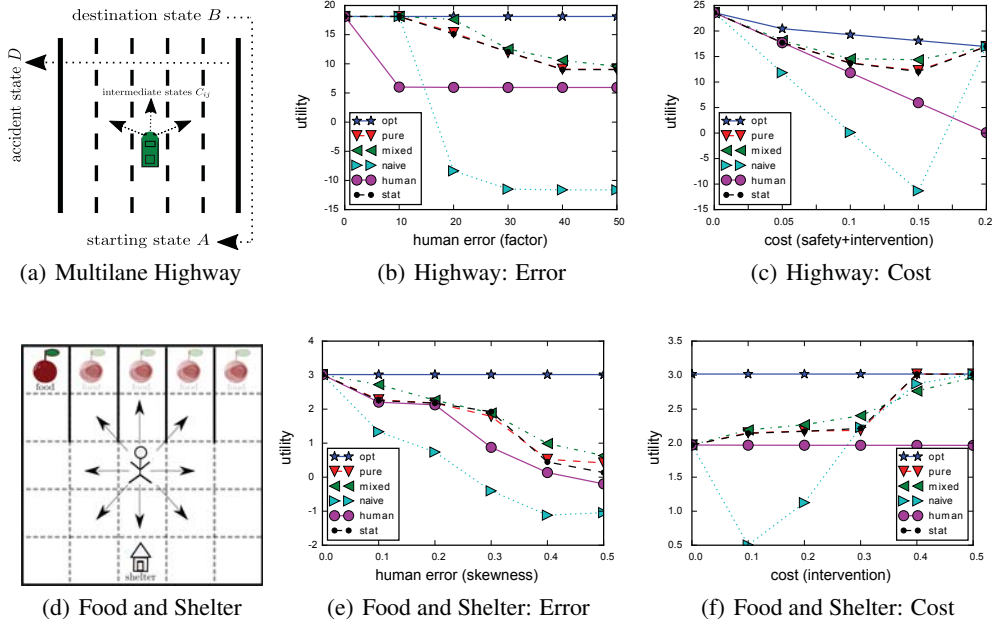 destination state B
accident state D
intermediate states C_ij
starting state A
(a) Multilane Highway
utility
20
15
10
5
0
-5
-10
-15
0
10
20
30
40
50
opt
pure
mixed
naive
human
stat
human error (factor)
(b) Highway: Error
utility
25
20
15
10
5
0
5
10
15
0.0
0.05
0.1
0.15
0.2
opt
pure
mixed
naive
human
stat
cost (safety+intervention)
(c) Highway: Cost
food
food
food
food
food
shelter
(d) Food and Shelter
utility
4
3
2
1
0
-1
-2
0.0
0.1
0.2
0.3
0.4
0.5
opt
pure
mixed
naive
human
stat
human error (skewness)
(e) Food and Shelter: Error
utility
3.5
3.0
2.5
2.0
1.5
1.0
0.5
0.0
0.1
0.2
0.3
0.4
0.5
opt
pure
mixed
naive
human
stat
cost (intervention)
(f) Food and Shelter: Cost